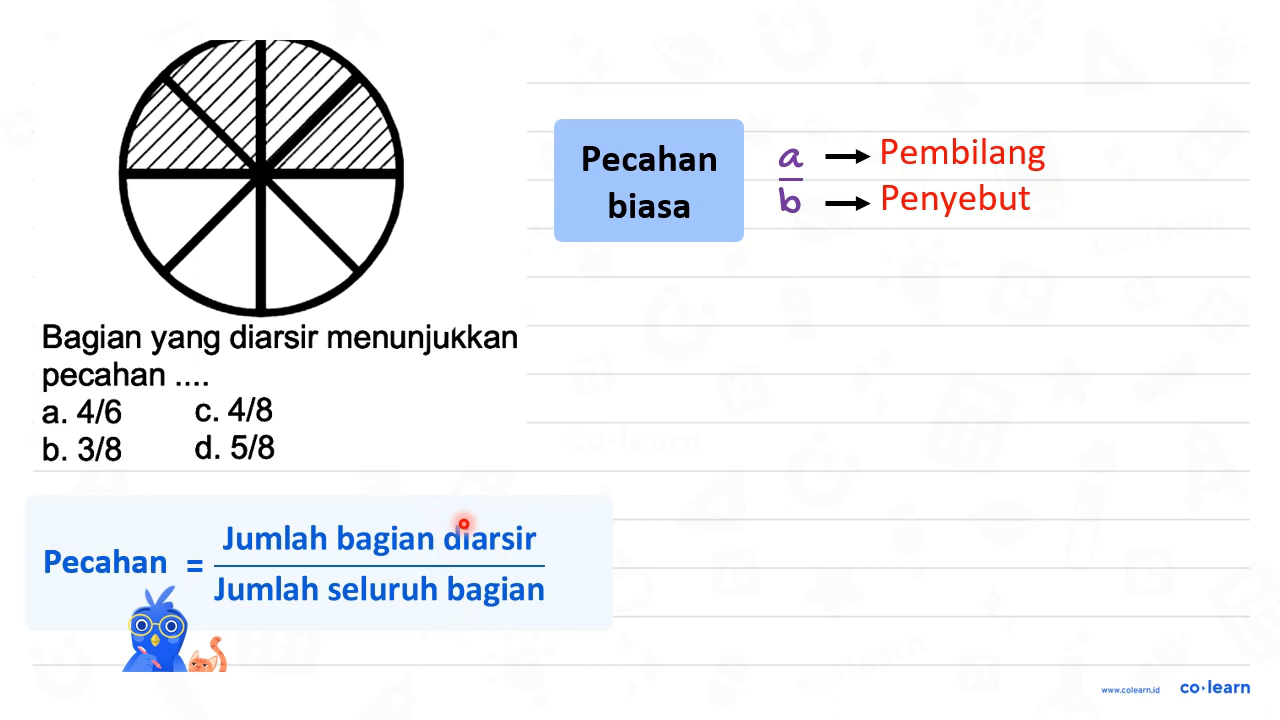 Bagian yang diarsir menunjukkan
pecahan ....
a. 4/6 c. 4/8
b. 3/8 d. 5/8
Pecahan
biasa
a → Pembilang
b → Penyebut
Pecahan = Jumlah bagian diarsir
Jumlah seluruh bagian
www.colearn.id co·learn